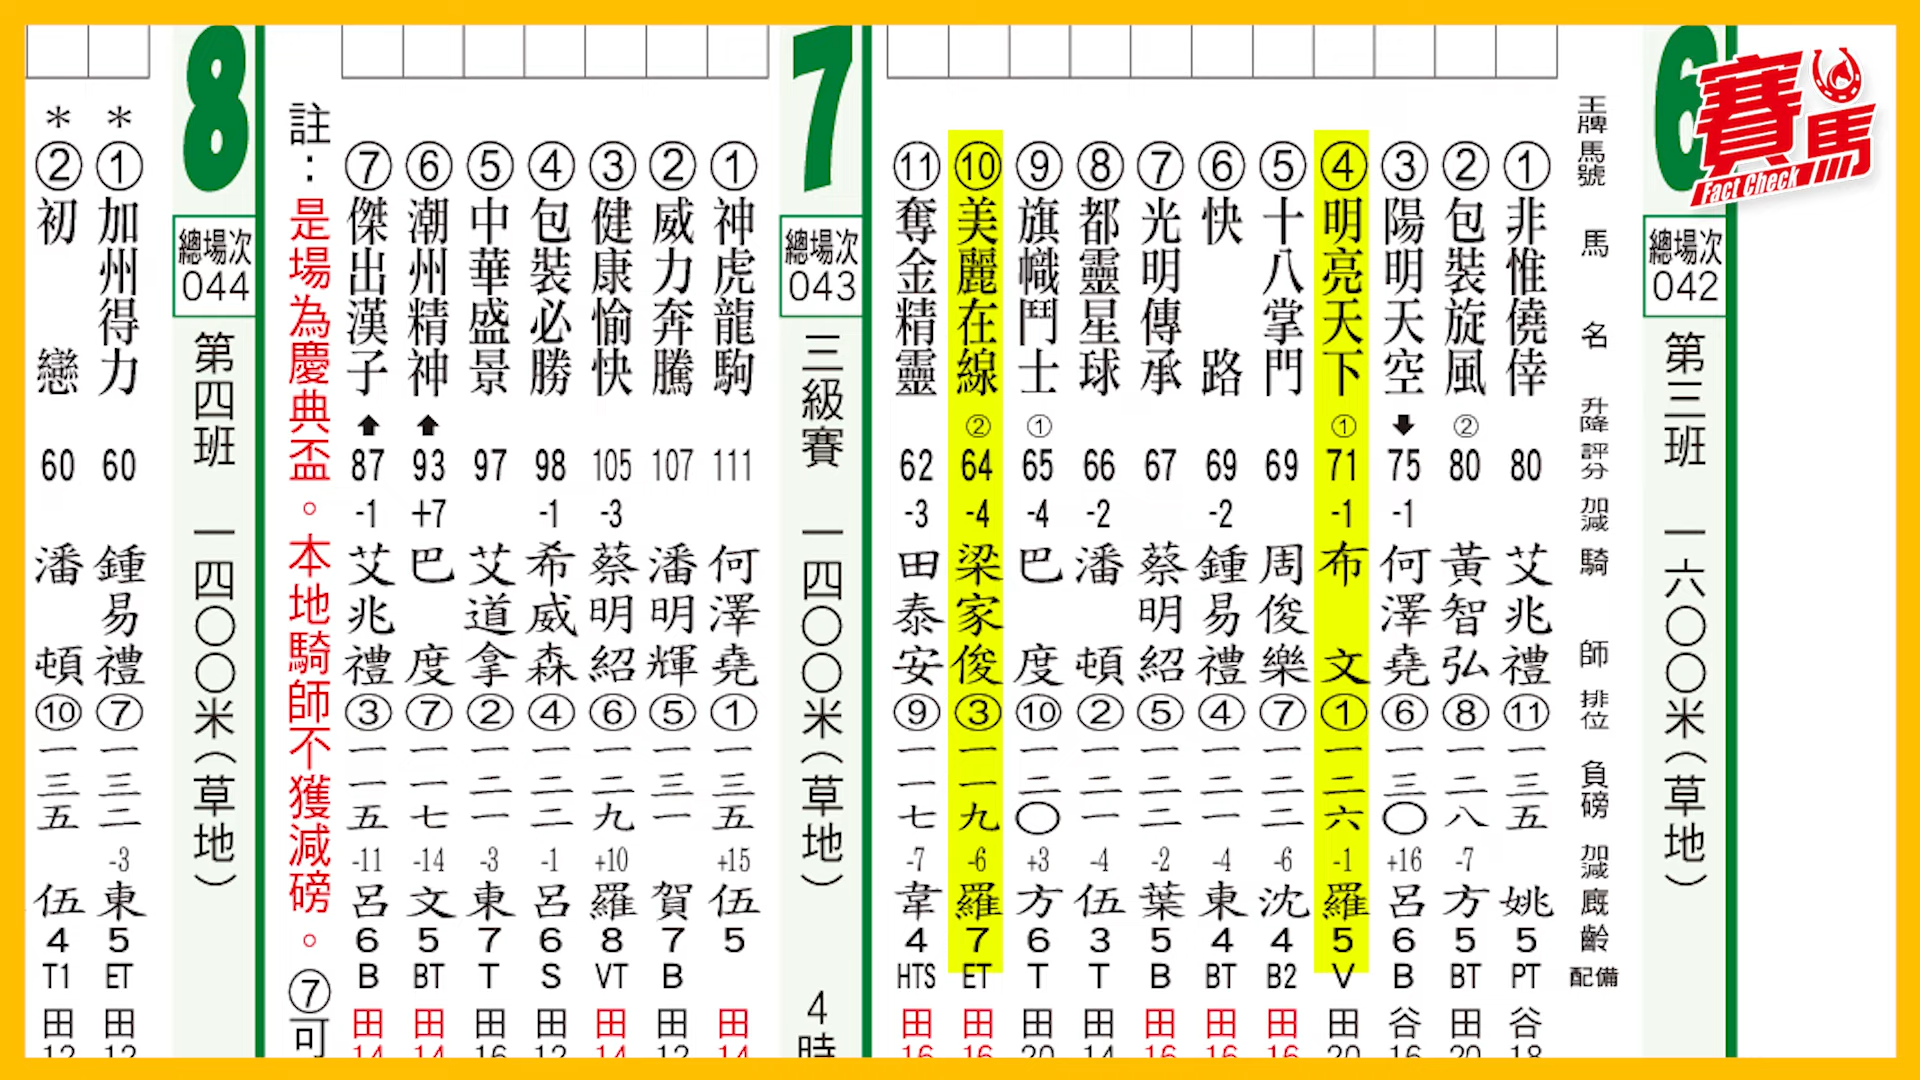 賽馬
Fact Check
6
總場次
042
第三班 一六〇〇米（草地）
王牌 馬號 馬名 升降 評分 加減 騎師 排位 負磅 加減 廐 齡 配備
① 非惟僥倖 80 艾兆禮 ⑪ 一三五 姚 5 PT 谷
② 包裝旋風 ② 80 黃智弘 ⑧ 一二八 -7 方 5 BT 田
③ 陽明天空 ⬇ 75 -1 何澤堯 ⑥ 一三〇 +16 呂 6 B 谷
④ 明亮天下 ① 71 -1 布文 ① 一二六 -1 羅 5 V 田
⑤ 十八掌門 69 周俊樂 ⑦ 一二二 -6 沈 4 B2 田
⑥ 快路 69 -2 鍾易禮 ④ 一二一 -4 東 4 BT 田
⑦ 光明傳承 67 蔡明紹 ⑤ 一二二 -2 葉 5 B 田
⑧ 都靈星球 66 -2 潘頓 ② 一二一 -4 伍 3 T 田
⑨ 旗幟鬥士 ① 65 -4 巴度 ⑩ 一二〇 +3 方 6 T 田
⑩ 美麗在線 ② 64 -4 梁家俊 ③ 一一九 -6 羅 7 ET 田
⑪ 奪金精靈 62 -3 田泰安 ⑨ 一一七 -7 韋 4 HTS 田
7
總場次
043
三級賽 一四〇〇米（草地） 4時
① 神虎龍駒 111 何澤堯 ① 一三五 +15 伍 5 田
② 威力奔騰 107 潘明輝 ⑤ 一三一 賀 7 B 田
③ 健康愉快 105 -3 蔡明紹 ⑥ 一二九 +10 羅 8 VT 田
④ 包裝必勝 98 -1 希威森 ④ 一二二 -1 呂 6 S 田
⑤ 中華盛景 97 艾道拿 ② 一二一 -3 東 7 T 田
⑥ 潮州精神 ⬆ 93 +7 巴度 ⑦ 一一七 -14 文 5 BT 田
⑦ 傑出漢子 ⬆ 87 -1 艾兆禮 ③ 一一五 -11 呂 6 B 田
註：是場為慶典盃。本地騎師不獲減磅。⑦可
8
總場次
044
第四班 一四〇〇米（草地）
* ① 加州得力 60 鍾易禮 ⑦ 一三二 -3 東 5 ET 田
* ② 初戀 60 潘頓 ⑩ 一三五 伍 4 T1 田